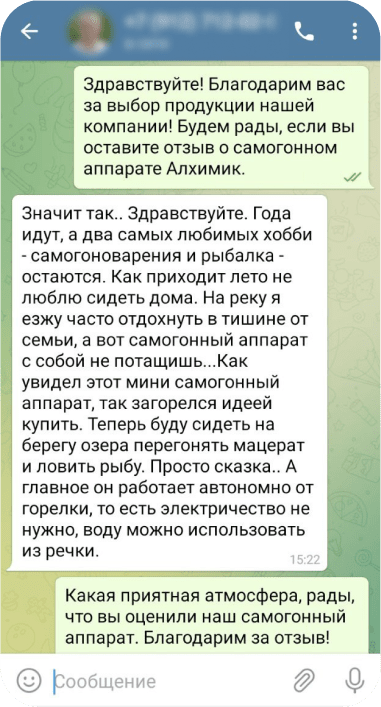 Здравствуйте! Благодарим вас
за выбор продукции нашей
компании! Будем рады, если вы
оставите отзыв о самогонном
аппарате Алхимик.
Значит так.. Здравствуйте. Года
идут, а два самых любимых хобби
- самогоноварения и рыбалка -
остаются. Как приходит лето не
люблю сидеть дома. На реку я
езжу часто отдохнуть в тишине от
семьи, а вот самогонный аппарат
с собой не потащишь...Как
увидел этот мини самогонный
аппарат, так загорелся идеей
купить. Теперь буду сидеть на
берегу озера перегонять мацерат
и ловить рыбу. Просто сказка.. А
главное он работает автономно от
горелки, то есть электричество не
нужно, воду можно использовать
из речки.
15:22
Какая приятная атмосфера, рады,
что вы оценили наш самогонный
аппарат. Благодарим за отзыв!
Сообщение